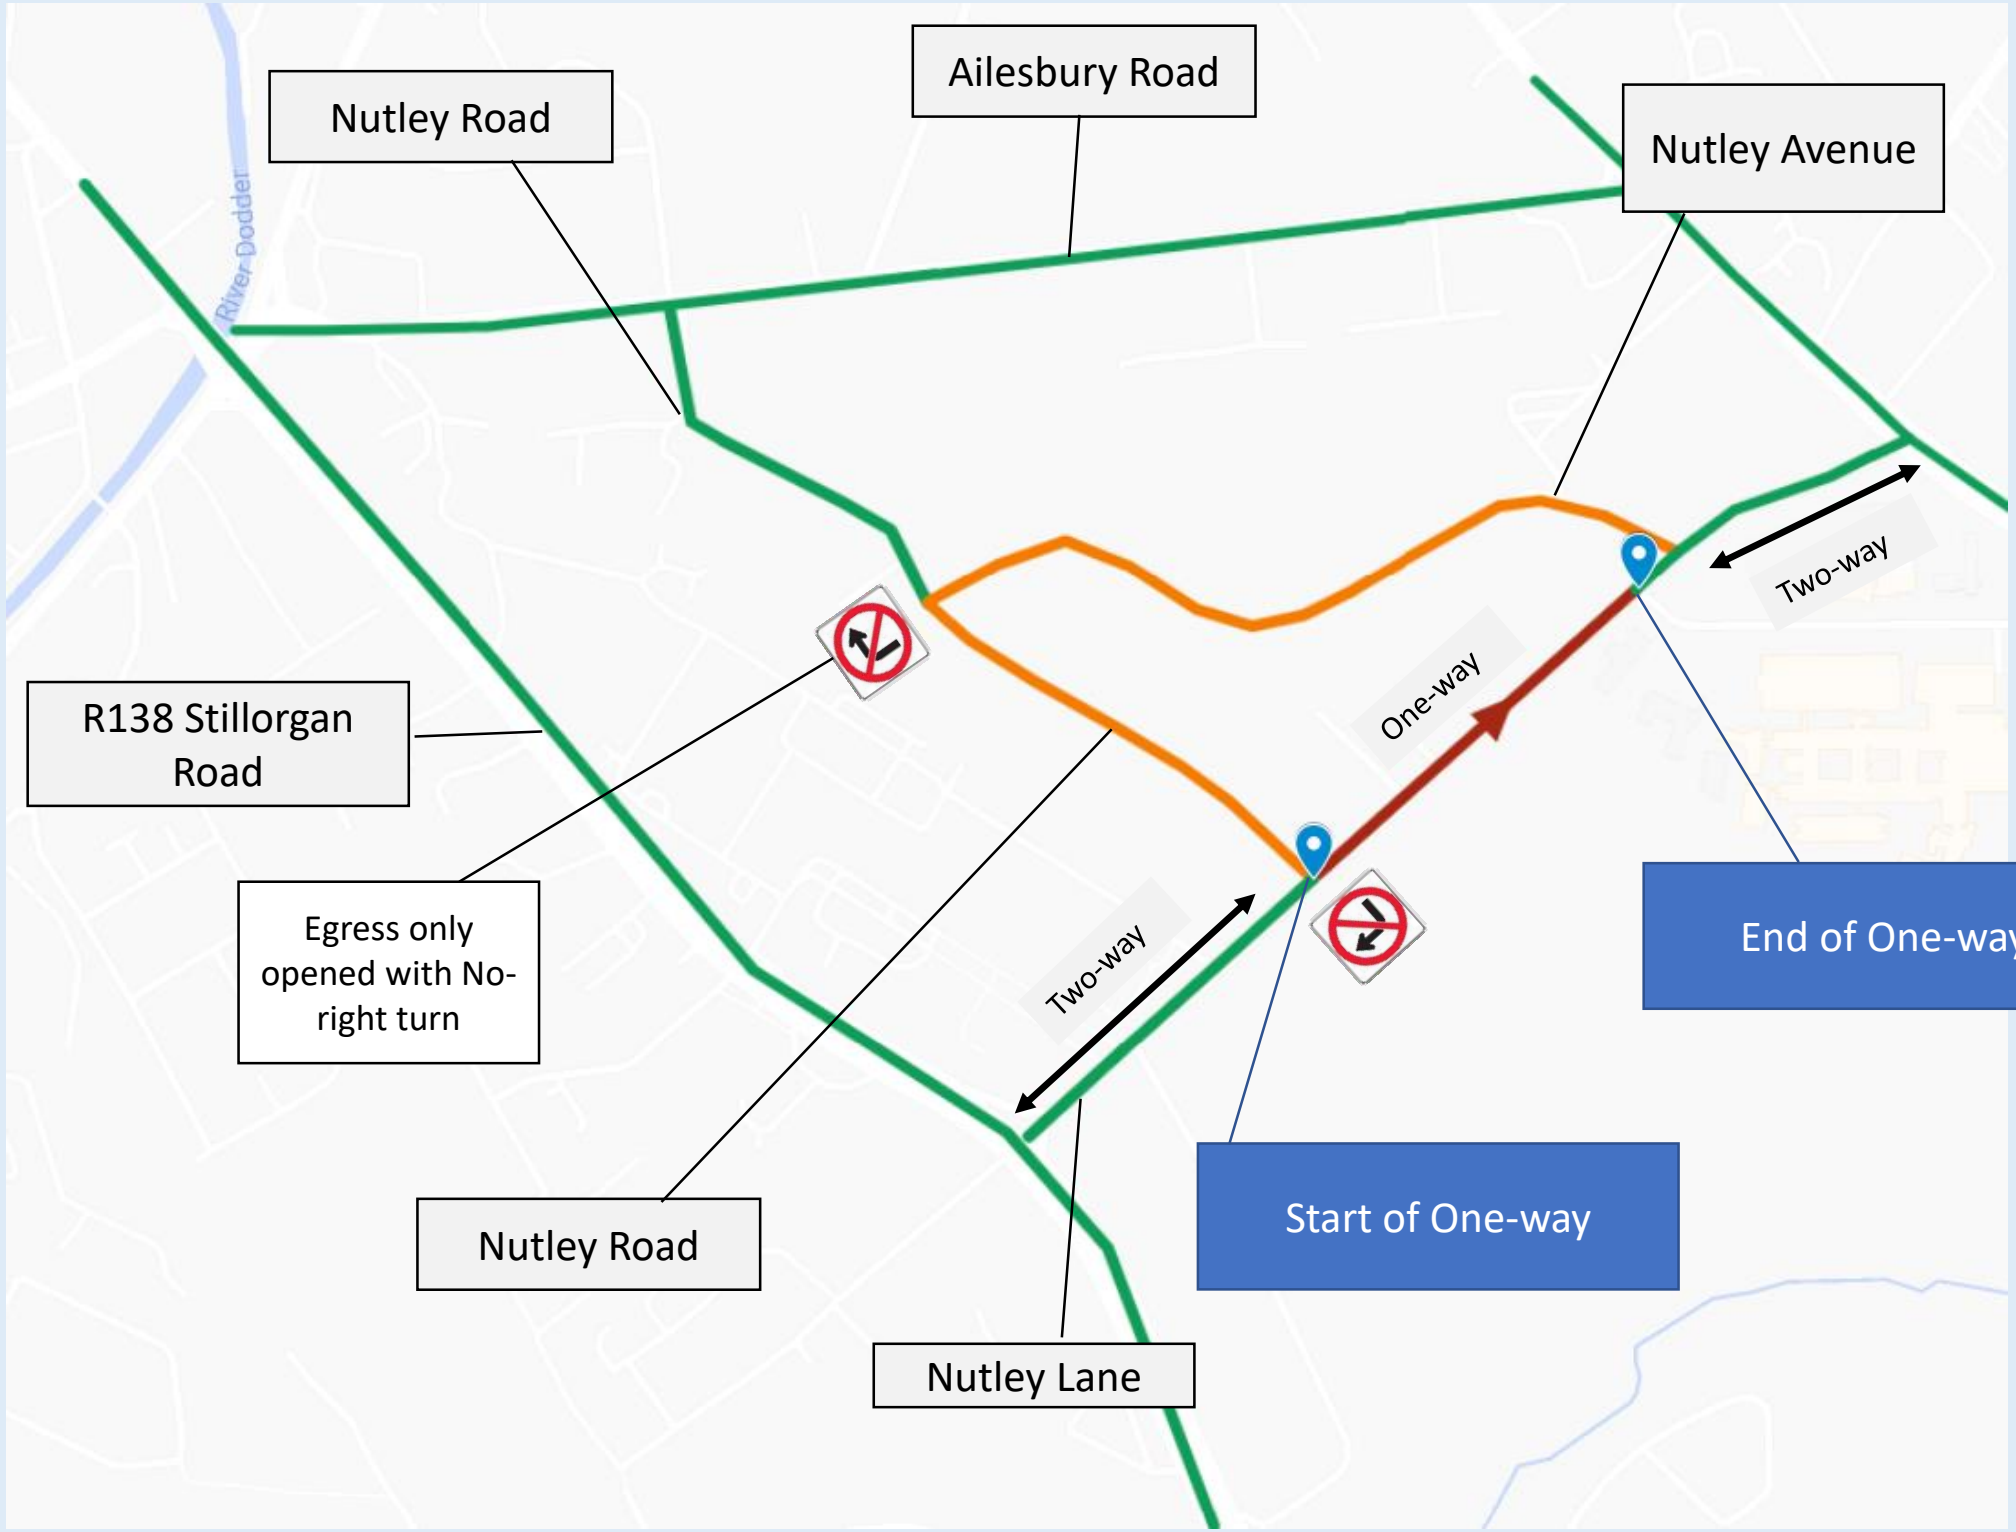 Ailesbury Road
Nutley Road
Nutley Avenue
River Dodder
Two-way
One-way
R138 Stillorgan
Road
Egress only
opened with No-
right turn
Two-way
End of One-way
Start of One-way
Nutley Road
Nutley Lane